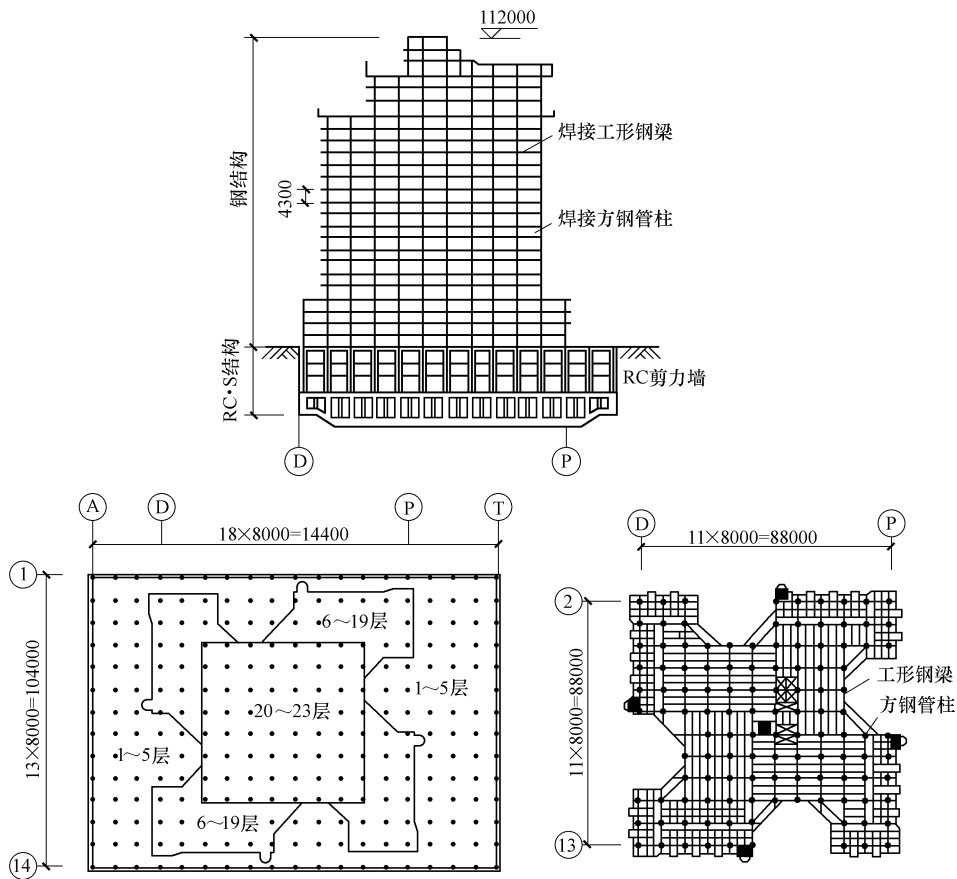 112000
焊接工形钢梁
钢结构
4300
焊接方钢管柱
RC·S结构
RC剪力墙
D
P
A
D
P
T
18×8000=14400
1
6～19层
1～5层
20～23层
1～5层
6～19层
13×8000=104000
14
D
P
11×8000=88000
2
工形钢梁
方钢管柱
11×8000=88000
13